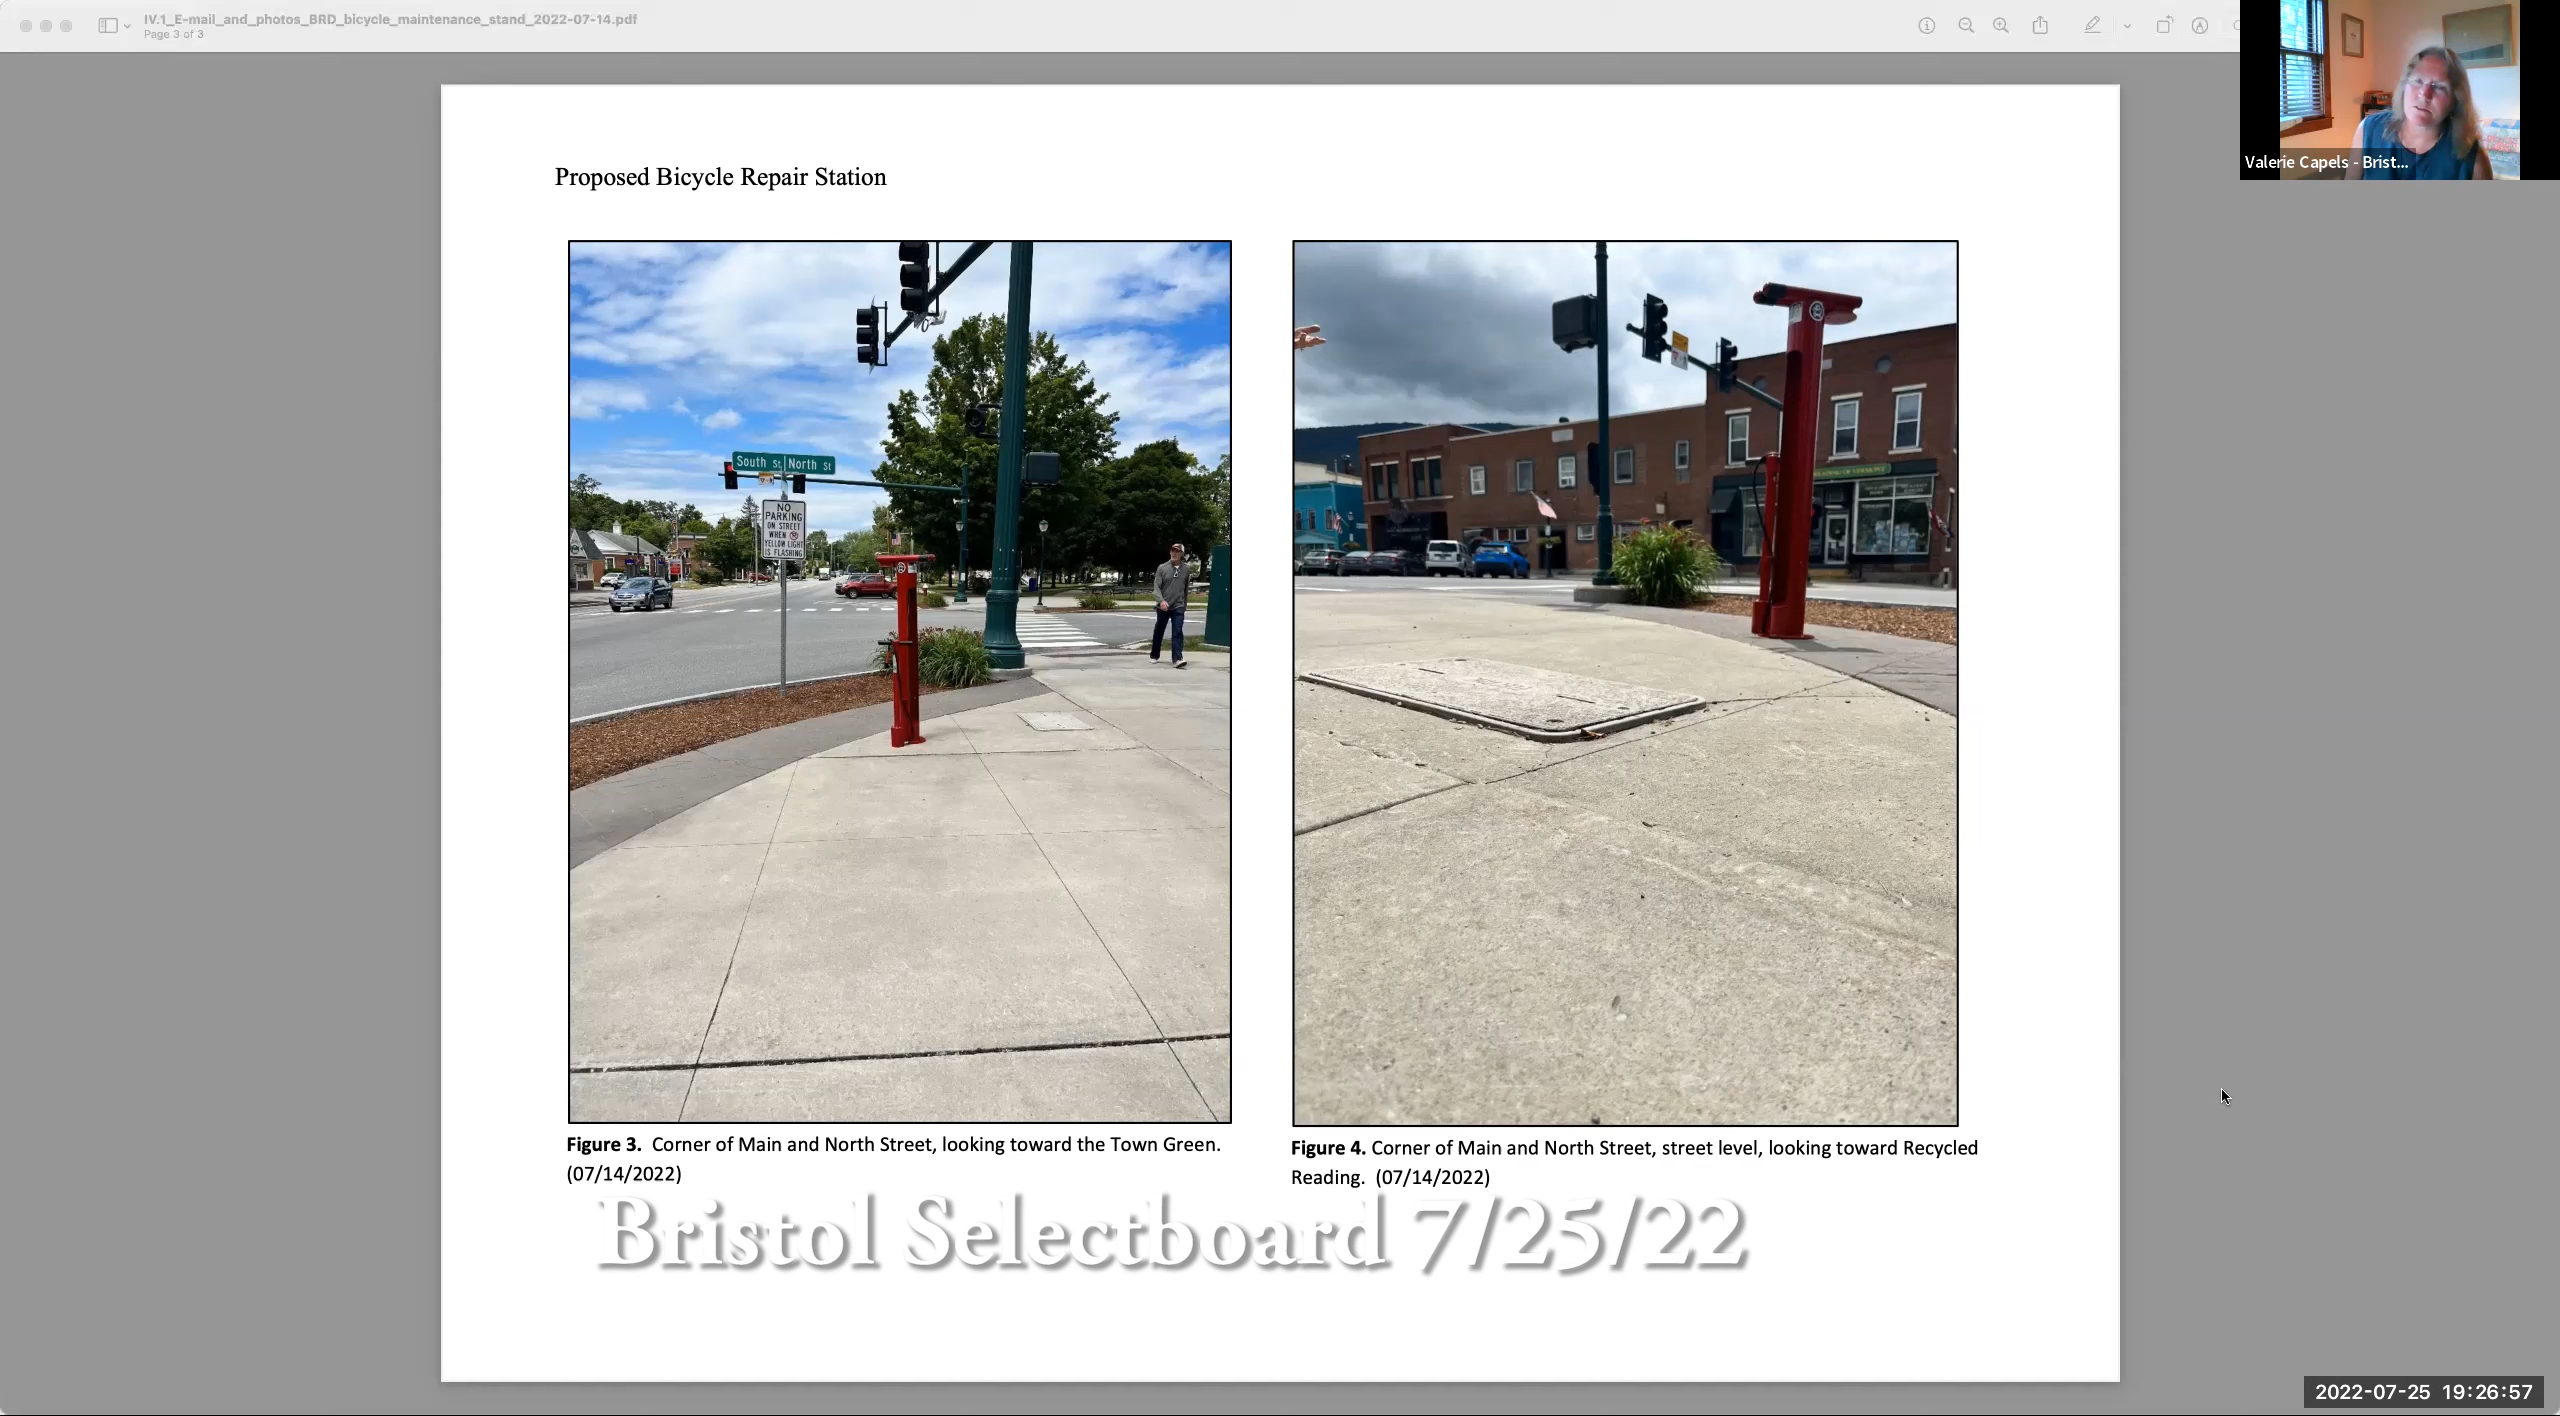 IV.1_E-mail_and_photos_BRD_bicycle_maintenance_stand_2022-07-14.pdf
Page 3 of 3
Valerie Capels - Brist...
Proposed Bicycle Repair Station
South St North St
NO
PARKING
ON STREET
WHEN
YELLOW LIGHT
IS FLASHING
Figure 3. Corner of Main and North Street, looking toward the Town Green.
(07/14/2022)
Figure 4. Corner of Main and North Street, street level, looking toward Recycled
Reading. (07/14/2022)
Bristol Selectboard 7/25/22
2022-07-25 19:26:57